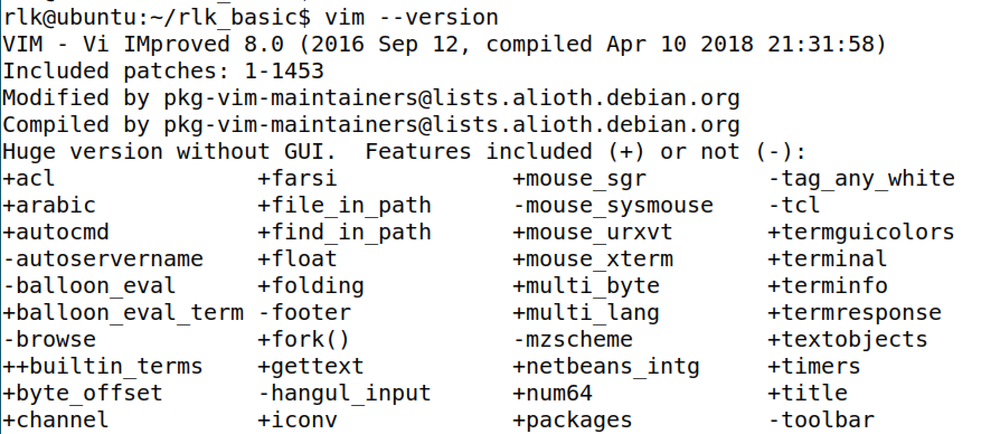 rlk@ubuntu:~/rlk_basic$ vim --version
VIM - Vi IMproved 8.0 (2016 Sep 12, compiled Apr 10 2018 21:31:58)
Included patches: 1-1453
Modified by pkg-vim-maintainers@lists.alioth.debian.org
Compiled by pkg-vim-maintainers@lists.alioth.debian.org
Huge version without GUI.  Features included (+) or not (-):
+acl               +farsi             +mouse_sgr         -tag_any_white
+arabic            +file_in_path      -mouse_sysmouse    -tcl
+autocmd           +find_in_path      +mouse_urxvt       +termguicolors
-autoservername    +float             +mouse_xterm       +terminal
-balloon_eval      +folding           +multi_byte        +terminfo
+balloon_eval_term -footer            +multi_lang        +termresponse
-browse            +fork()            -mzscheme          +textobjects
++builtin_terms    +gettext           +netbeans_intg     +timers
+byte_offset       -hangul_input      +num64             +title
+channel           +iconv             +packages          -toolbar